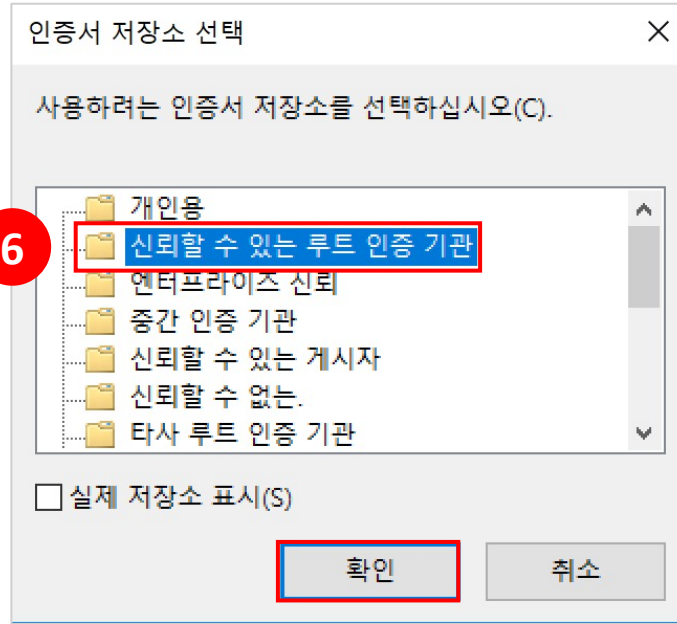 인증서 저장소 선택
사용하려는 인증서 저장소를 선택하십시오(C).
개인용
6
신뢰할 수 있는 루트 인증 기관
엔터프라이즈 신뢰
중간 인증 기관
신뢰할 수 있는 게시자
신뢰할 수 없는.
타사 루트 인증 기관
실제 저장소 표시(S)
확인
취소